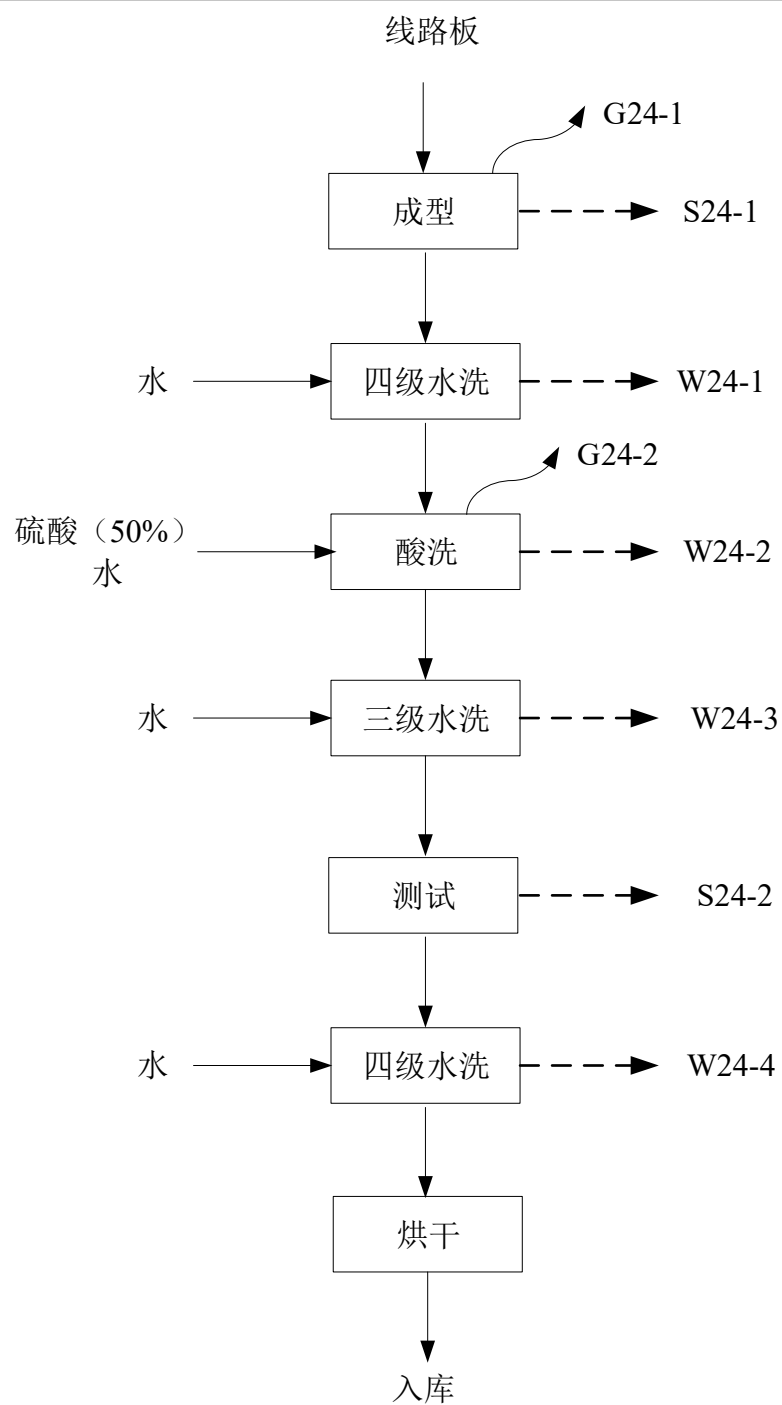 线路板
G24-1
成型
S24-1
水
四级水洗
W24-1
G24-2
硫酸（50%）
水
酸洗
W24-2
水
三级水洗
W24-3
测试
S24-2
水
四级水洗
W24-4
烘干
入库